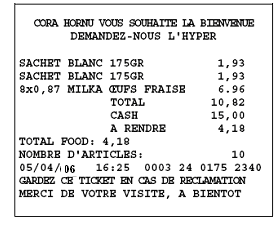 CORA HORNU VOUS SOUHAITE LA BIENVENUE
DEMANDEZ-NOUS L'HYPER
SACHET BLANC 175GR 1,93
SACHET BLANC 175GR 1,93
8x0,87 MILKA ŒUFS FRAISE 6.96
TOTAL 10,82
CASH 15,00
A RENDRE 4,18
TOTAL FOOD: 4,18
NOMBRE D'ARTICLES: 10
05/04/06 16:25 0003 24 0175 2340
GARDEZ CE TICKET EN CAS DE RECLAMATION
MERCI DE VOTRE VISITE, A BIENTOT